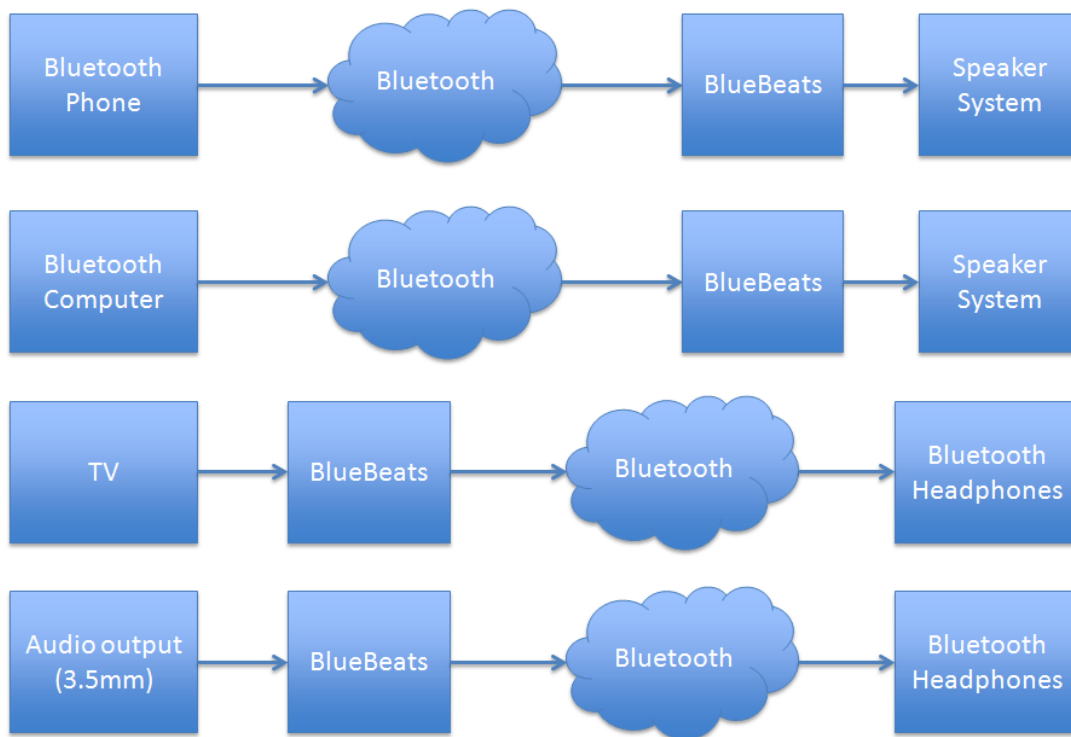 Bluetooth
Phone
Bluetooth
BlueBeats
Speaker
System
Bluetooth
Computer
Bluetooth
BlueBeats
Speaker
System
TV
BlueBeats
Bluetooth
Bluetooth
Headphones
Audio output
(3.5mm)
BlueBeats
Bluetooth
Bluetooth
Headphones